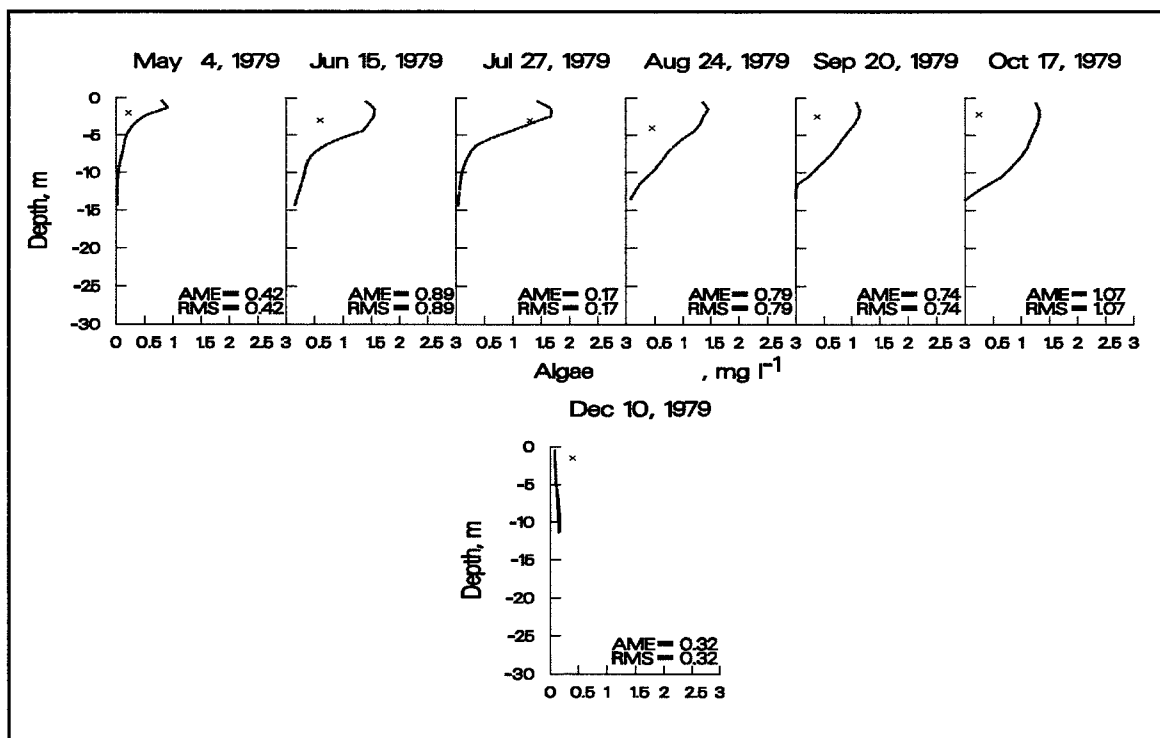 May 4, 1979 Jun 15, 1979 Jul 27, 1979 Aug 24, 1979 Sep 20, 1979 Oct 17, 1979
0
-5
-10
-15
-20
-25
-30
Depth, m
AME = 0.42 AME = 0.89 AME = 0.17 AME = 0.79 AME = 0.74 AME = 1.07
RMS = 0.42 RMS = 0.89 RMS = 0.17 RMS = 0.79 RMS = 0.74 RMS = 1.07
0 0.5 1 1.5 2 2.5 3 0.5 1 1.5 2 2.5 3 0.5 1 1.5 2 2.5 3 0.5 1 1.5 2 2.5 3 0.5 1 1.5 2 2.5 3 0.5 1 1.5 2 2.5 3
Algae , mg l⁻¹
Dec 10, 1979
0
-5
-10
-15
-20
-25
-30
Depth, m
AME = 0.32
RMS = 0.32
0 0.5 1 1.5 2 2.5 3